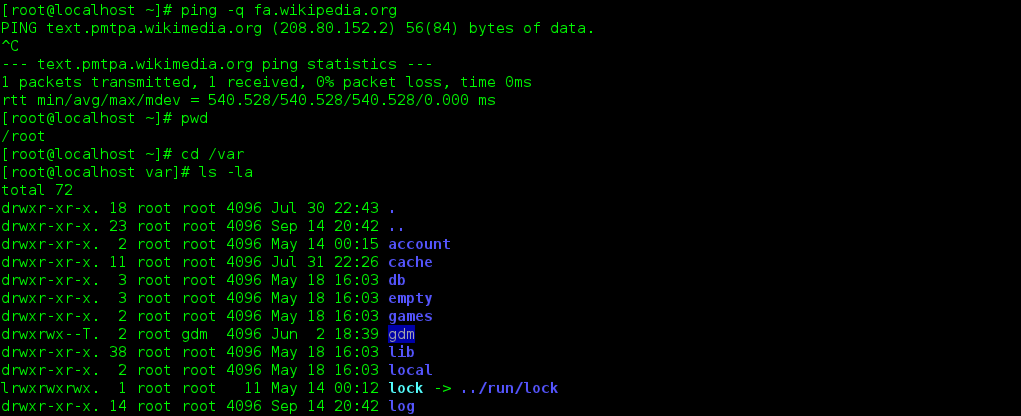 [root@localhost ~]# ping -q fa.wikipedia.org
PING text.pmtpa.wikimedia.org (208.80.152.2) 56(84) bytes of data.
^C
--- text.pmtpa.wikimedia.org ping statistics ---
1 packets transmitted, 1 received, 0% packet loss, time 0ms
rtt min/avg/max/mdev = 540.528/540.528/540.528/0.000 ms
[root@localhost ~]# pwd
/root
[root@localhost ~]# cd /var
[root@localhost var]# ls -la
total 72
drwxr-xr-x. 18 root root 4096 Jul 30 22:43 .
drwxr-xr-x. 23 root root 4096 Sep 14 20:42 ..
drwxr-xr-x.  2 root root 4096 May 14 00:15 account
drwxr-xr-x. 11 root root 4096 Jul 31 22:26 cache
drwxr-xr-x.  3 root root 4096 May 18 16:03 db
drwxr-xr-x.  3 root root 4096 May 18 16:03 empty
drwxr-xr-x.  2 root root 4096 May 18 16:03 games
drwxrwx--T.  2 root gdm  4096 Jun  2 18:39 gdm
drwxr-xr-x. 38 root root 4096 May 18 16:03 lib
drwxr-xr-x.  2 root root 4096 May 18 16:03 local
lrwxrwxrwx.  1 root root   11 May 14 00:12 lock -> ../run/lock
drwxr-xr-x. 14 root root 4096 Sep 14 20:42 log